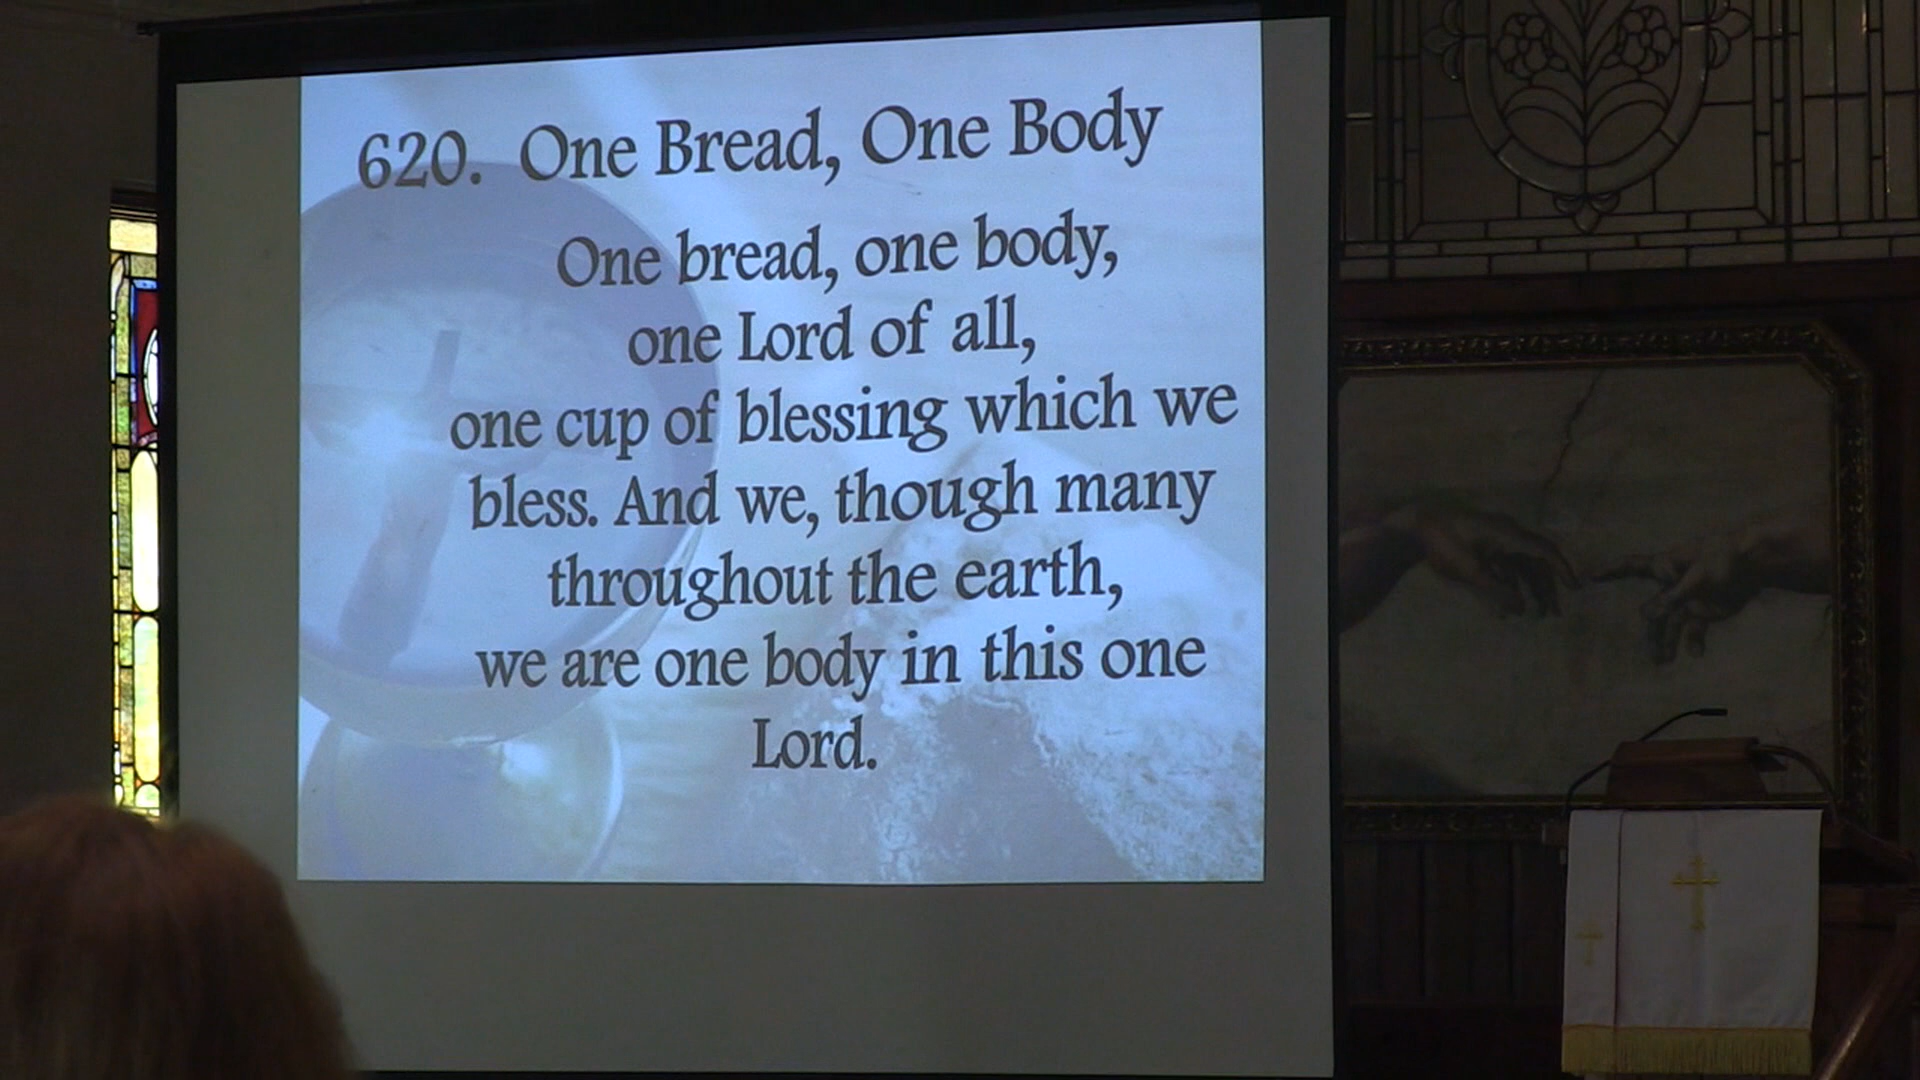 620. One Bread, One Body
One bread, one body,
one Lord of all,
one cup of blessing which we
bless. And we, though many
throughout the earth,
we are one body in this one
Lord.